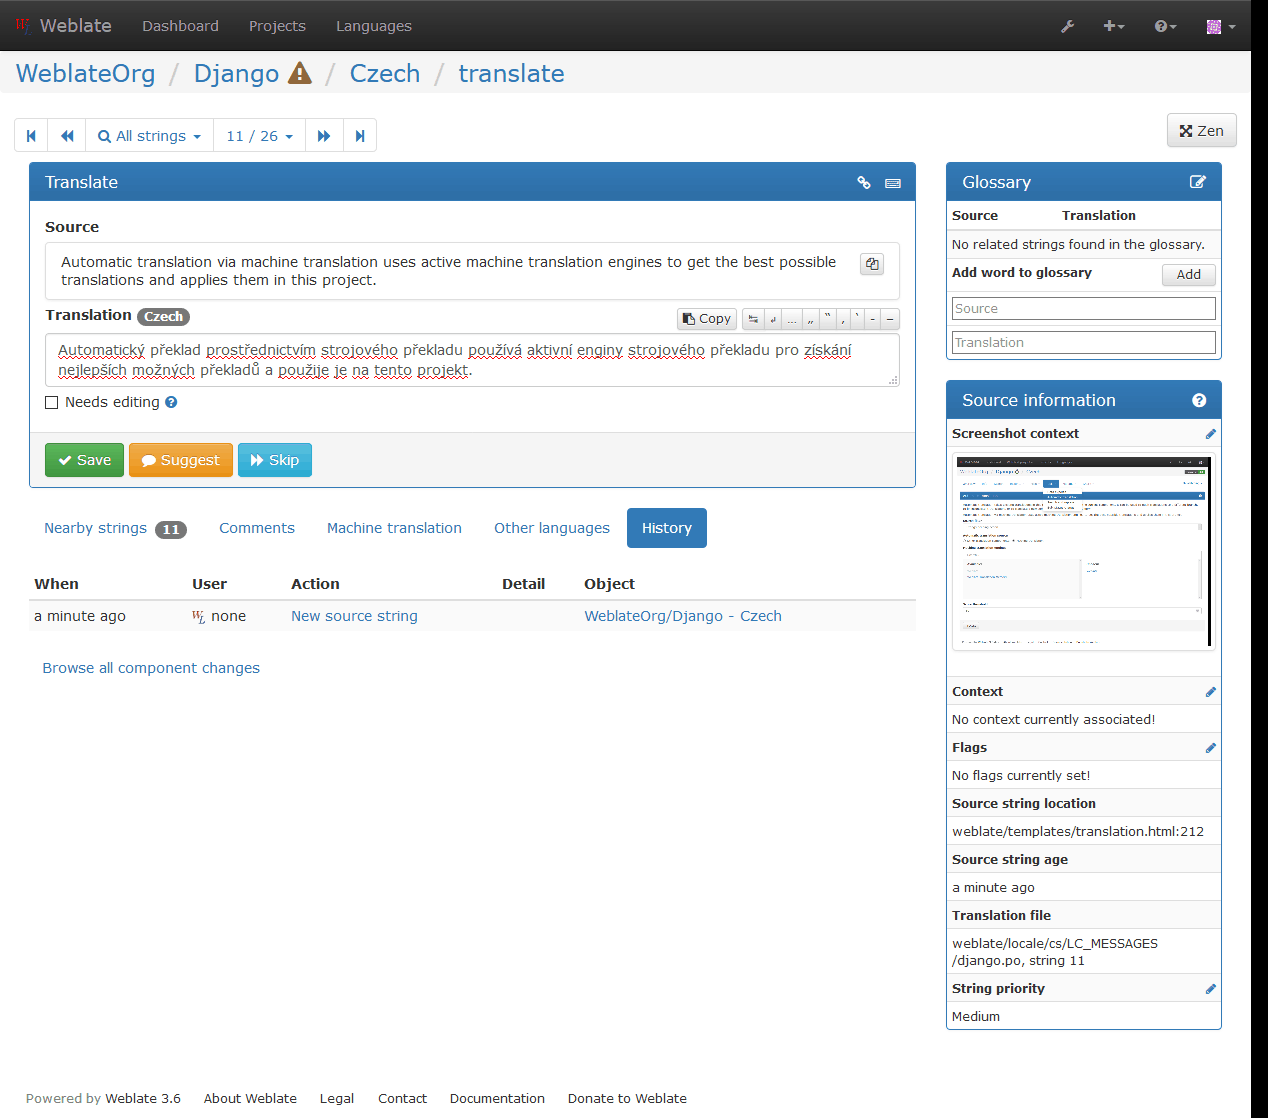 Weblate Dashboard Projects Languages
WeblateOrg / Django / Czech / translate
All strings 11 / 26
Zen
Translate
Source
Automatic translation via machine translation uses active machine translation engines to get the best possible
translations and applies them in this project.
Translation Czech
Copy … „ “ ‚ ‘ - –
Automatický překlad prostřednictvím strojového překladu používá aktivní enginy strojového překladu pro získání
nejlepších možných překladů a použije je na tento projekt.
Needs editing
Save Suggest Skip
Nearby strings 11 Comments Machine translation Other languages History
When User Action Detail Object
a minute ago none New source string WeblateOrg/Django - Czech
Browse all component changes
Glossary
Source Translation
No related strings found in the glossary.
Add word to glossary Add
Source
Translation
Source information
Screenshot context
Context
No context currently associated!
Flags
No flags currently set!
Source string location
weblate/templates/translation.html:212
Source string age
a minute ago
Translation file
weblate/locale/cs/LC_MESSAGES
/django.po, string 11
String priority
Medium
Powered by Weblate 3.6 About Weblate Legal Contact Documentation Donate to Weblate